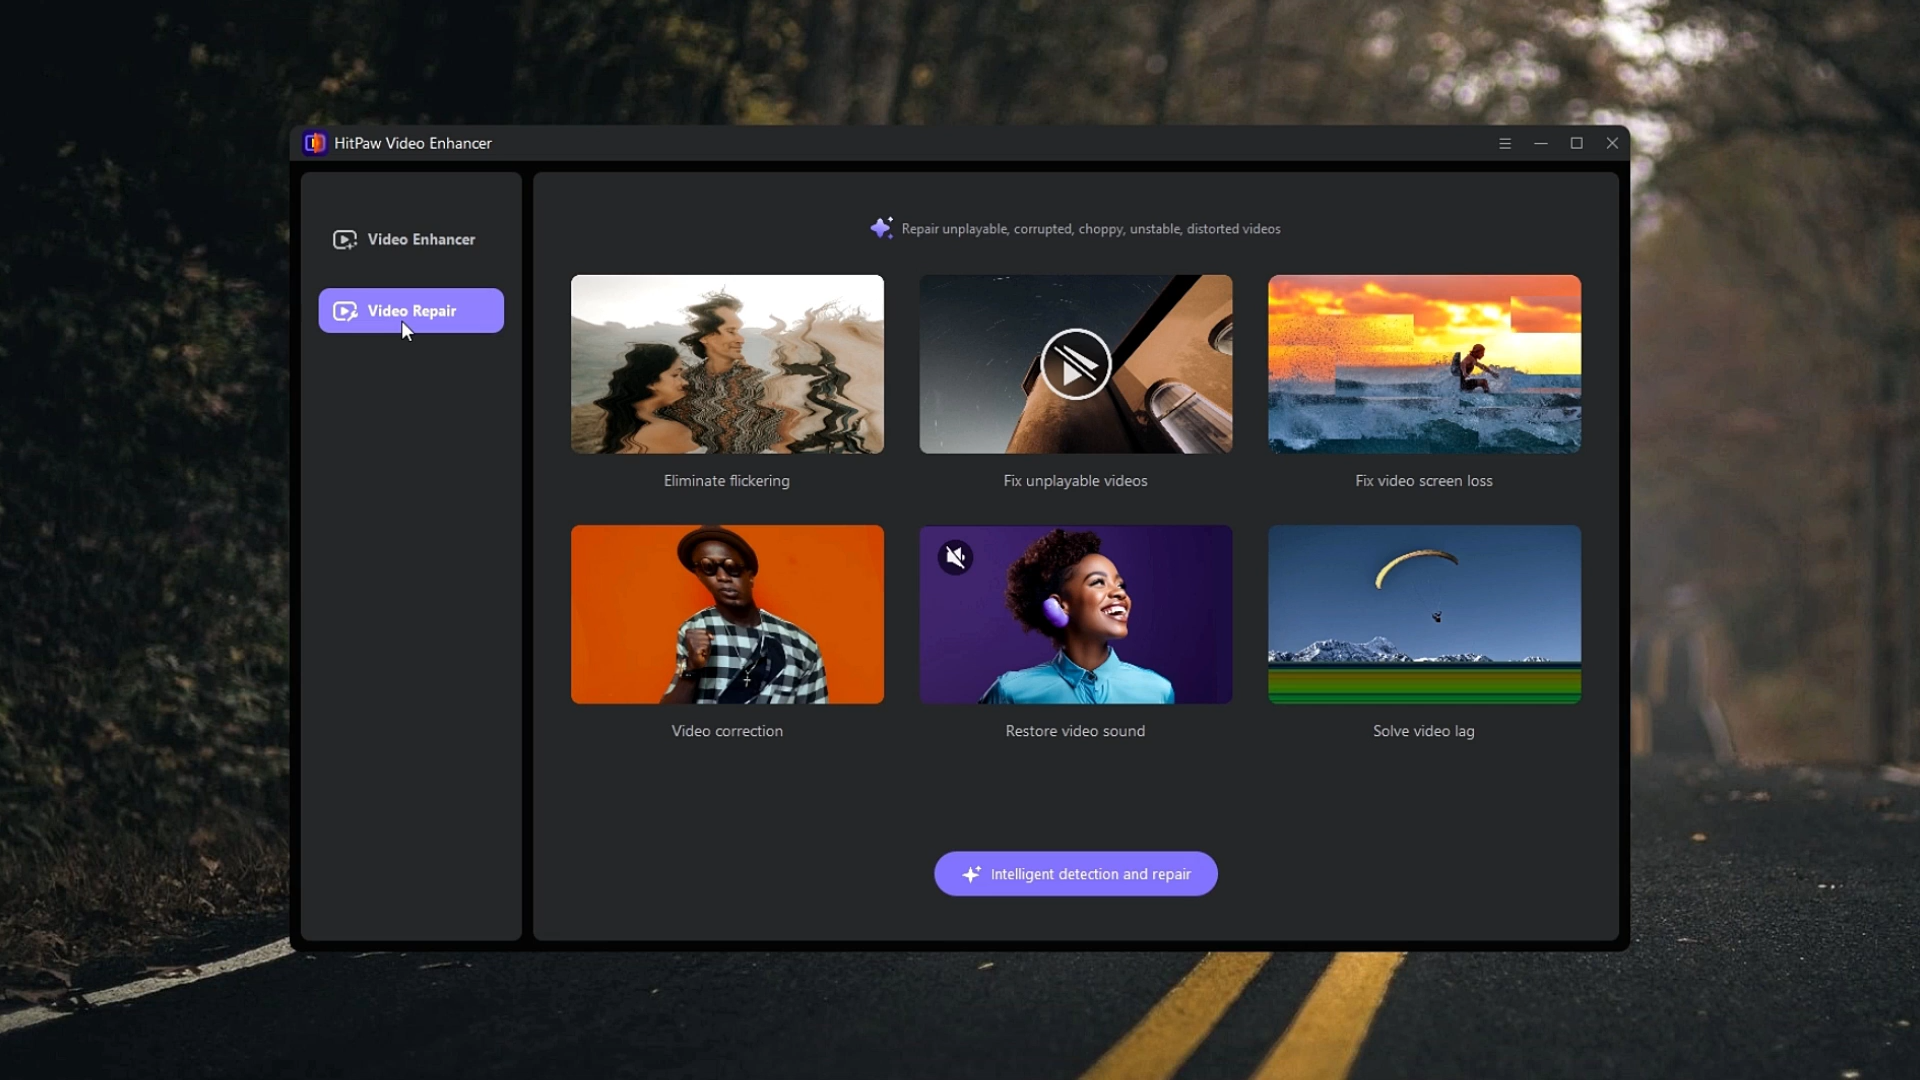 HitPaw Video Enhancer
Video Enhancer
Video Repair
Repair unplayable, corrupted, choppy, unstable, distorted videos
Eliminate flickering
Fix unplayable videos
Fix video screen loss
Video correction
Restore video sound
Solve video lag
Intelligent detection and repair